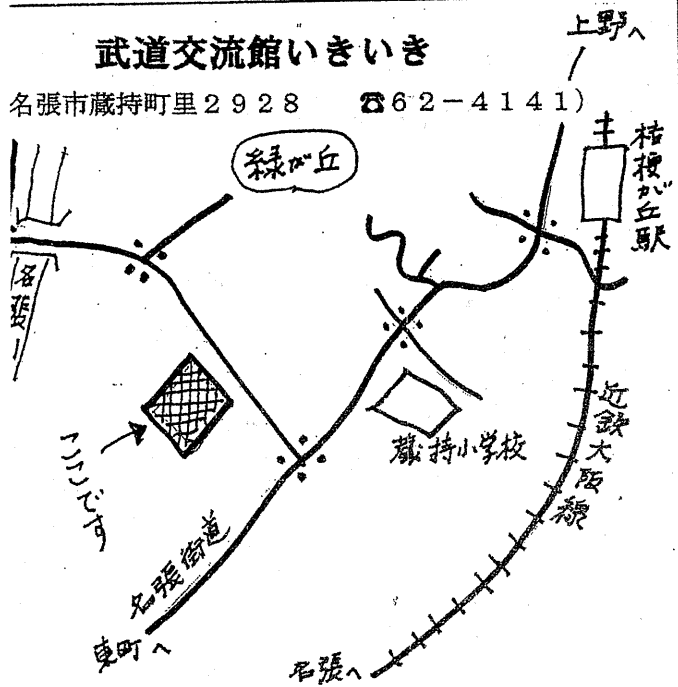 武道交流館いきいき
名張市蔵持町里2928 ☎62-4141)
上野へ
桔梗が丘駅
緑が丘
名張川
蔵持小学校
近鉄大阪線
ここです
名張街道
東町へ
名張へ